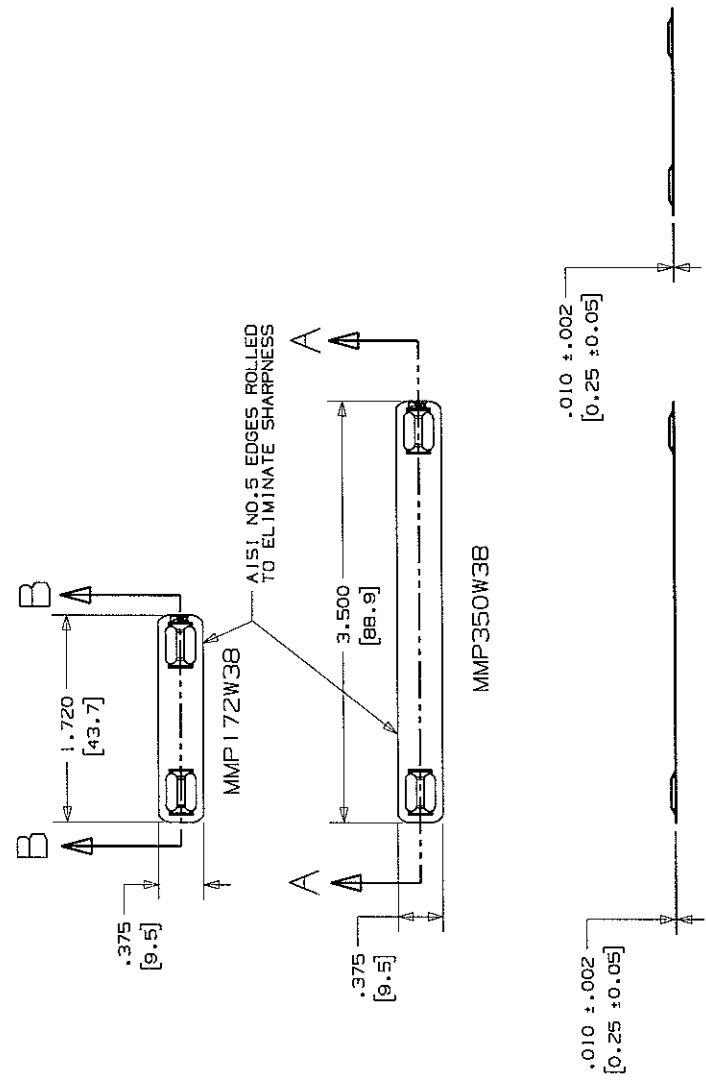 B
B
1.720
[43.7]
.375
[9.5]
MMP172W38
AISI NO.5 EDGES ROLLED
TO ELIMINATE SHARPNESS
A
A
3.500
[88.9]
.375
[9.5]
MMP350W38
.010 ±.002
[0.25 ±0.05]
.010 ±.002
[0.25 ±0.05]